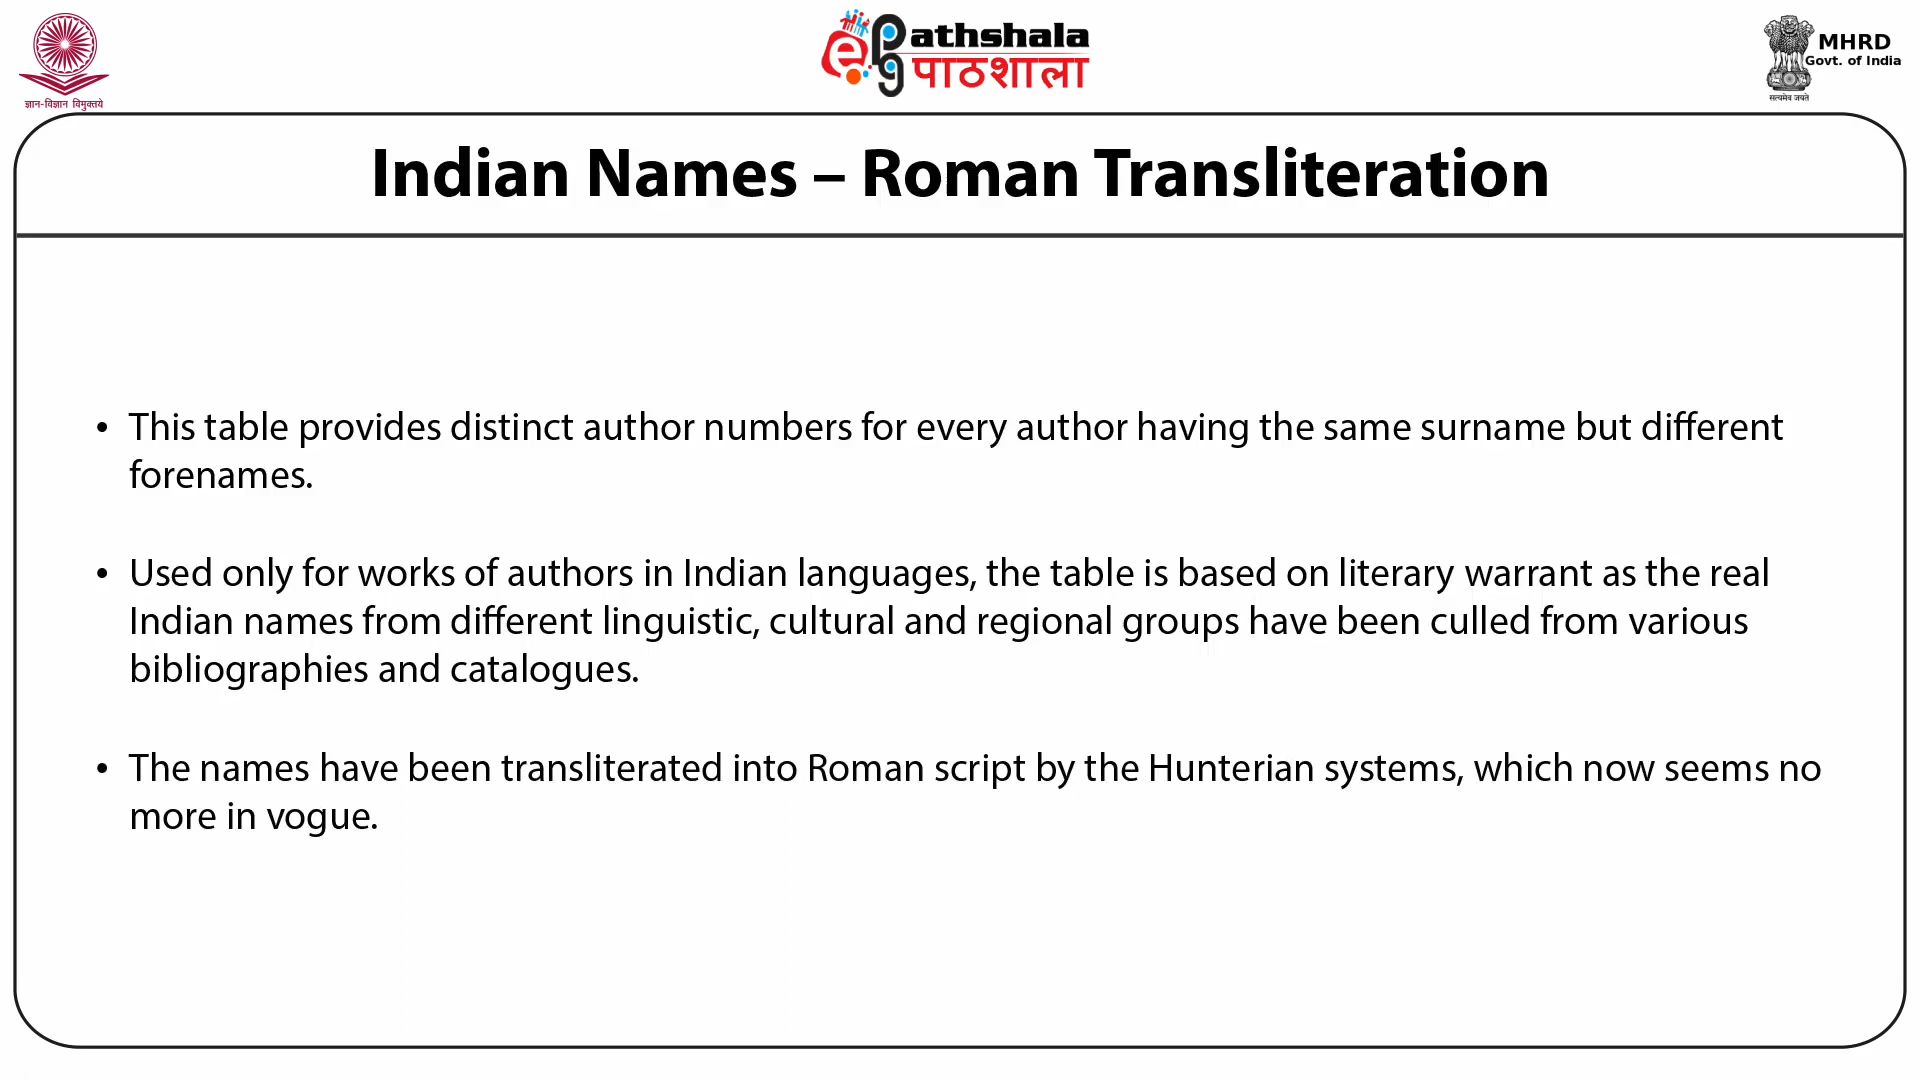 ज्ञान-विज्ञान विमुक्तये
e
Pg
athshala
पाठशाला
MHRD
Govt. of India
सत्यमेव जयते
Indian Names – Roman Transliteration
• This table provides distinct author numbers for every author having the same surname but different
forenames.
• Used only for works of authors in Indian languages, the table is based on literary warrant as the real
Indian names from different linguistic, cultural and regional groups have been culled from various
bibliographies and catalogues.
• The names have been transliterated into Roman script by the Hunterian systems, which now seems no
more in vogue.